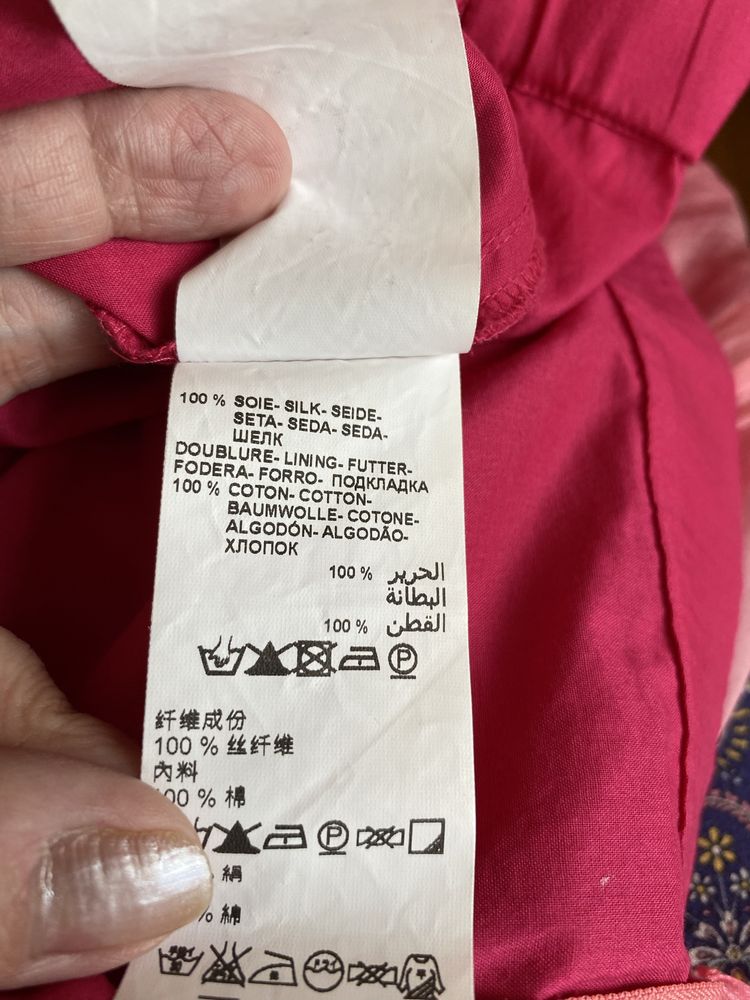 100 % SOIE- SILK- SEIDE-
SETA- SEDA- SEDA-
ШЕЛК
DOUBLURE- LINING- FUTTER-
FODERA- FORRO- ПОДКЛАДКА
100 % COTON- COTTON-
BAUMWOLLE- COTONE-
ALGODÓN- ALGODÃO-
ХЛОПОК
100 % الحرير
البطانة
100 % القطن
P
纤维成份
100 % 丝纤维
內料
00 % 棉
P
% 絹
% 綿